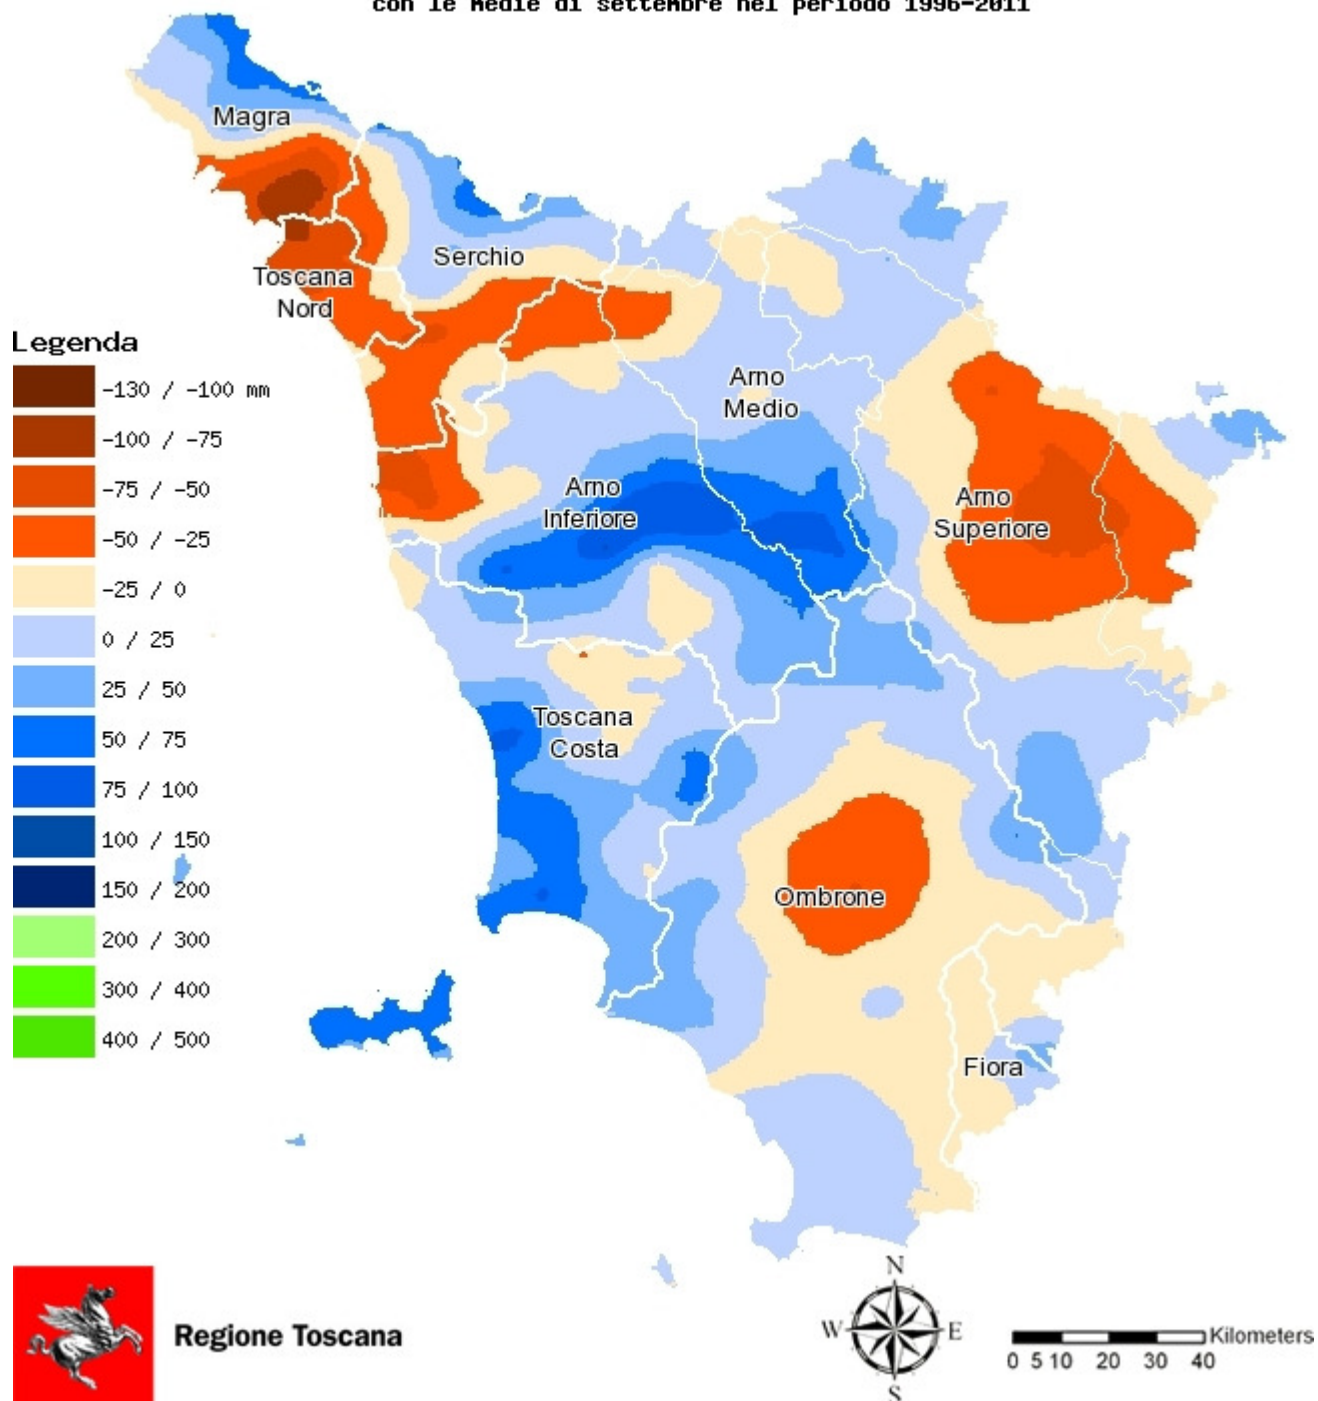 con le medie di settembre nel periodo 1996-2011
Magra
Serchio
Toscana
Nord
Legenda
-130 / -100 mm
-100 / -75
-75 / -50
-50 / -25
-25 / 0
0 / 25
25 / 50
50 / 75
75 / 100
100 / 150
150 / 200
200 / 300
300 / 400
400 / 500
Arno
Medio
Arno
Inferiore
Arno
Superiore
Toscana
Costa
Ombrone
Fiora
Regione Toscana
N
W
E
S
Kilometers
0 5 10 20 30 40